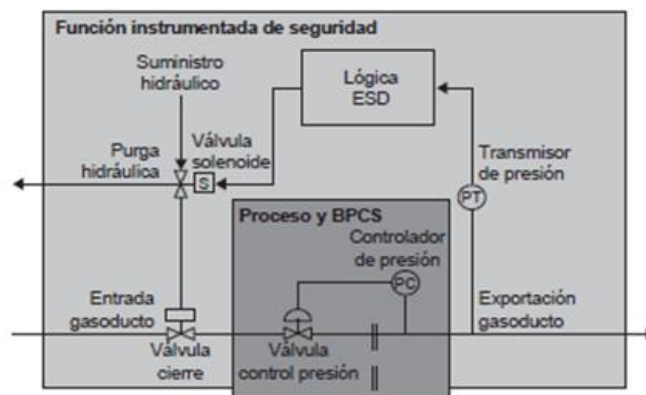 Función instrumentada de seguridad
Suministro
hidráulico
Lógica
ESD
Purga
hidráulica
Válvula
solenoide
S
Transmisor
de presión
PT
Proceso y BPCS
Controlador
de presión
PC
Entrada
gasoducto
Exportación
gasoducto
Válvula
cierre
Válvula
control presión